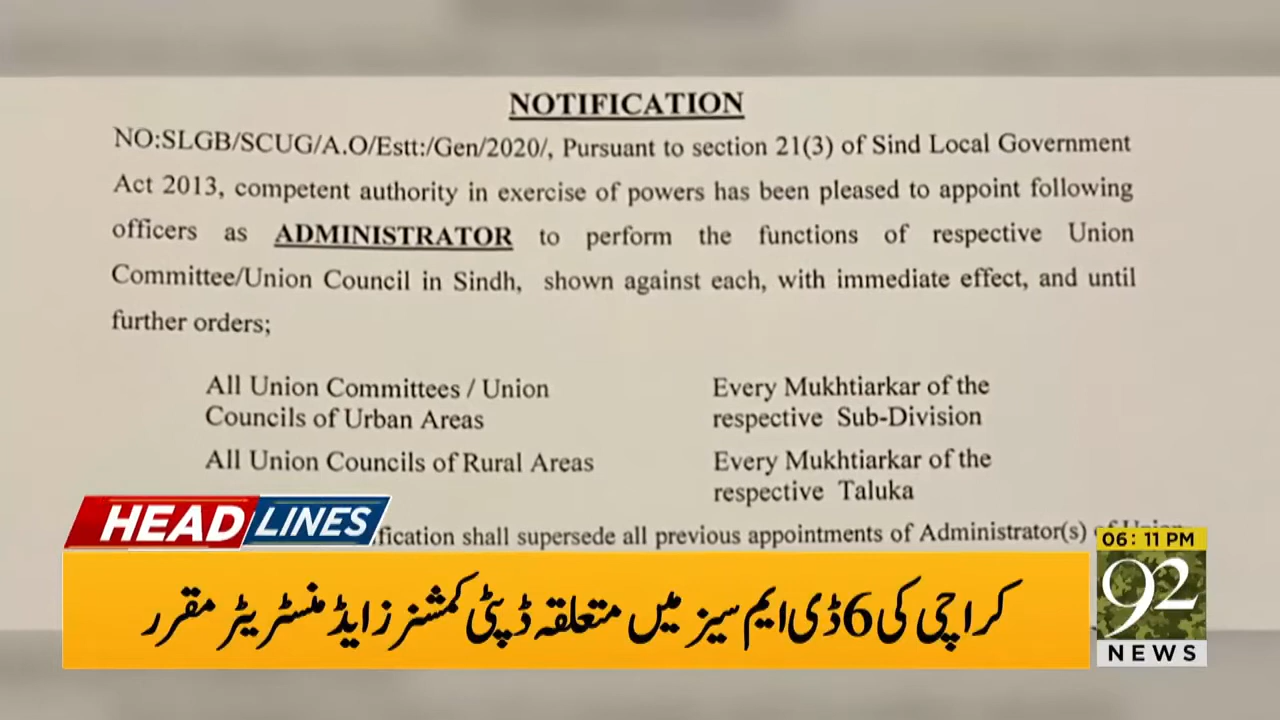 NOTIFICATION
NO:SLGB/SCUG/A.O/Estt:/Gen/2020/, Pursuant to section 21(3) of Sind Local Government
Act 2013, competent authority in exercise of powers has been pleased to appoint following
officers as ADMINISTRATOR to perform the functions of respective Union
Committee/Union Council in Sindh, shown against each, with immediate effect, and until
further orders;
All Union Committees / Union
Councils of Urban Areas
Every Mukhtiarkar of the
respective Sub-Division
All Union Councils of Rural Areas
Every Mukhtiarkar of the
respective Taluka
shall supersede all previous appointments of Administrator(s)
HEADLINES
06:11 PM
کراچی کی 6 ڈی ایم سیز میں متعلقہ ڈپٹی کمشنرز ایڈمنسٹریٹر مقرر
92
NEWS